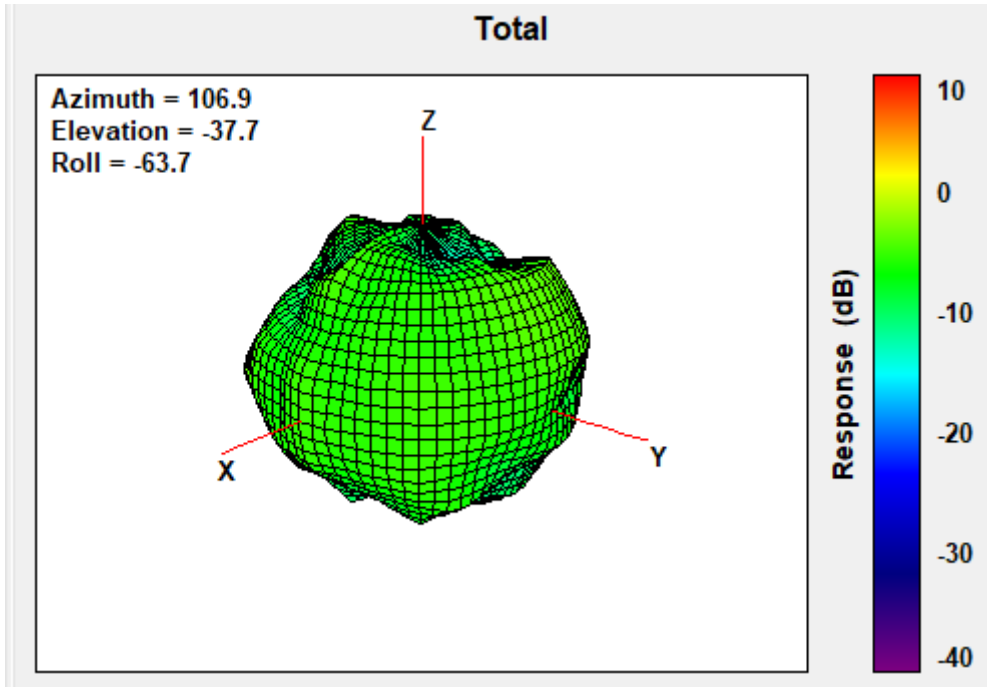 Total
Azimuth = 106.9
Elevation = -37.7
Roll = -63.7
Z
X
Y
10
0
-10
-20
-30
-40
Response (dB)